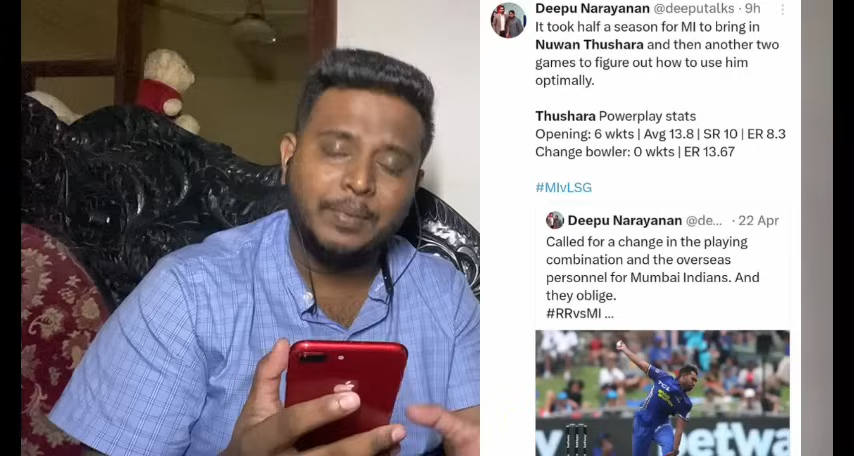 Deepu Narayanan @deeputalks · 9h
It took half a season for MI to bring in
Nuwan Thushara and then another two
games to figure out how to use him
optimally.
Thushara Powerplay stats
Opening: 6 wkts | Avg 13.8 | SR 10 | ER 8.3
Change bowler: 0 wkts | ER 13.67
#MIvLSG
Deepu Narayanan @de... · 22 Apr
Called for a change in the playing
combination and the overseas
personnel for Mumbai Indians. And
they oblige.
#RRvsMI ...
TCL
betwa